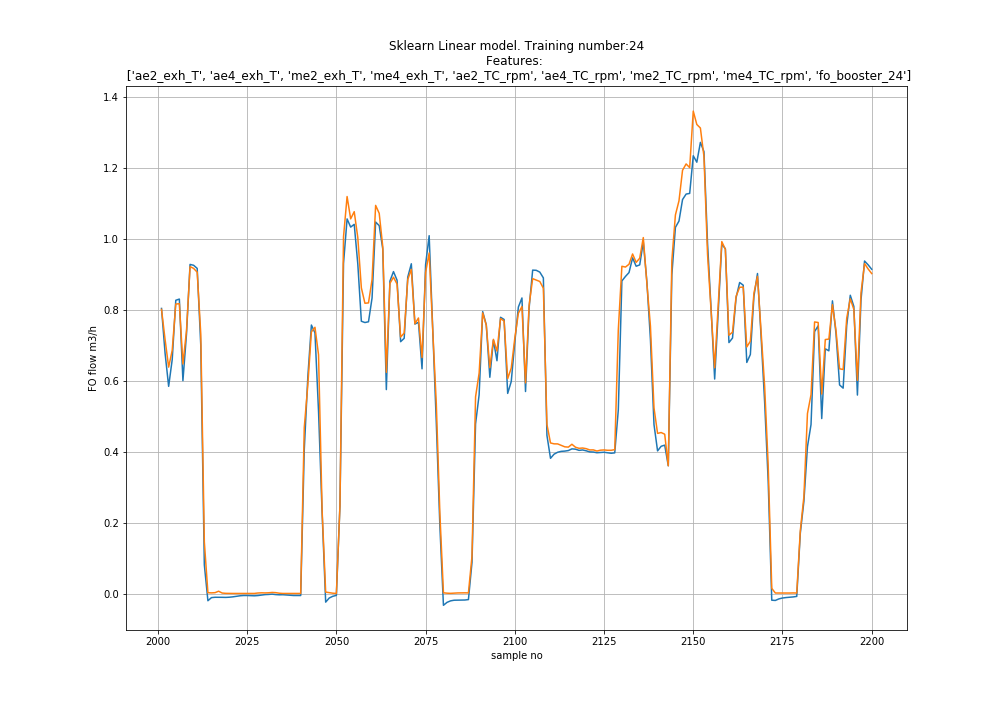 Sklearn Linear model. Training number:24
Features:
['ae2_exh_T', 'ae4_exh_T', 'me2_exh_T', 'me4_exh_T', 'ae2_TC_rpm', 'ae4_TC_rpm', 'me2_TC_rpm', 'me4_TC_rpm', 'fo_booster_24']
1.4
1.2
1.0
0.8
0.6
0.4
0.2
0.0
FO flow m3/h
2000 2025 2050 2075 2100 2125 2150 2175 2200
sample no